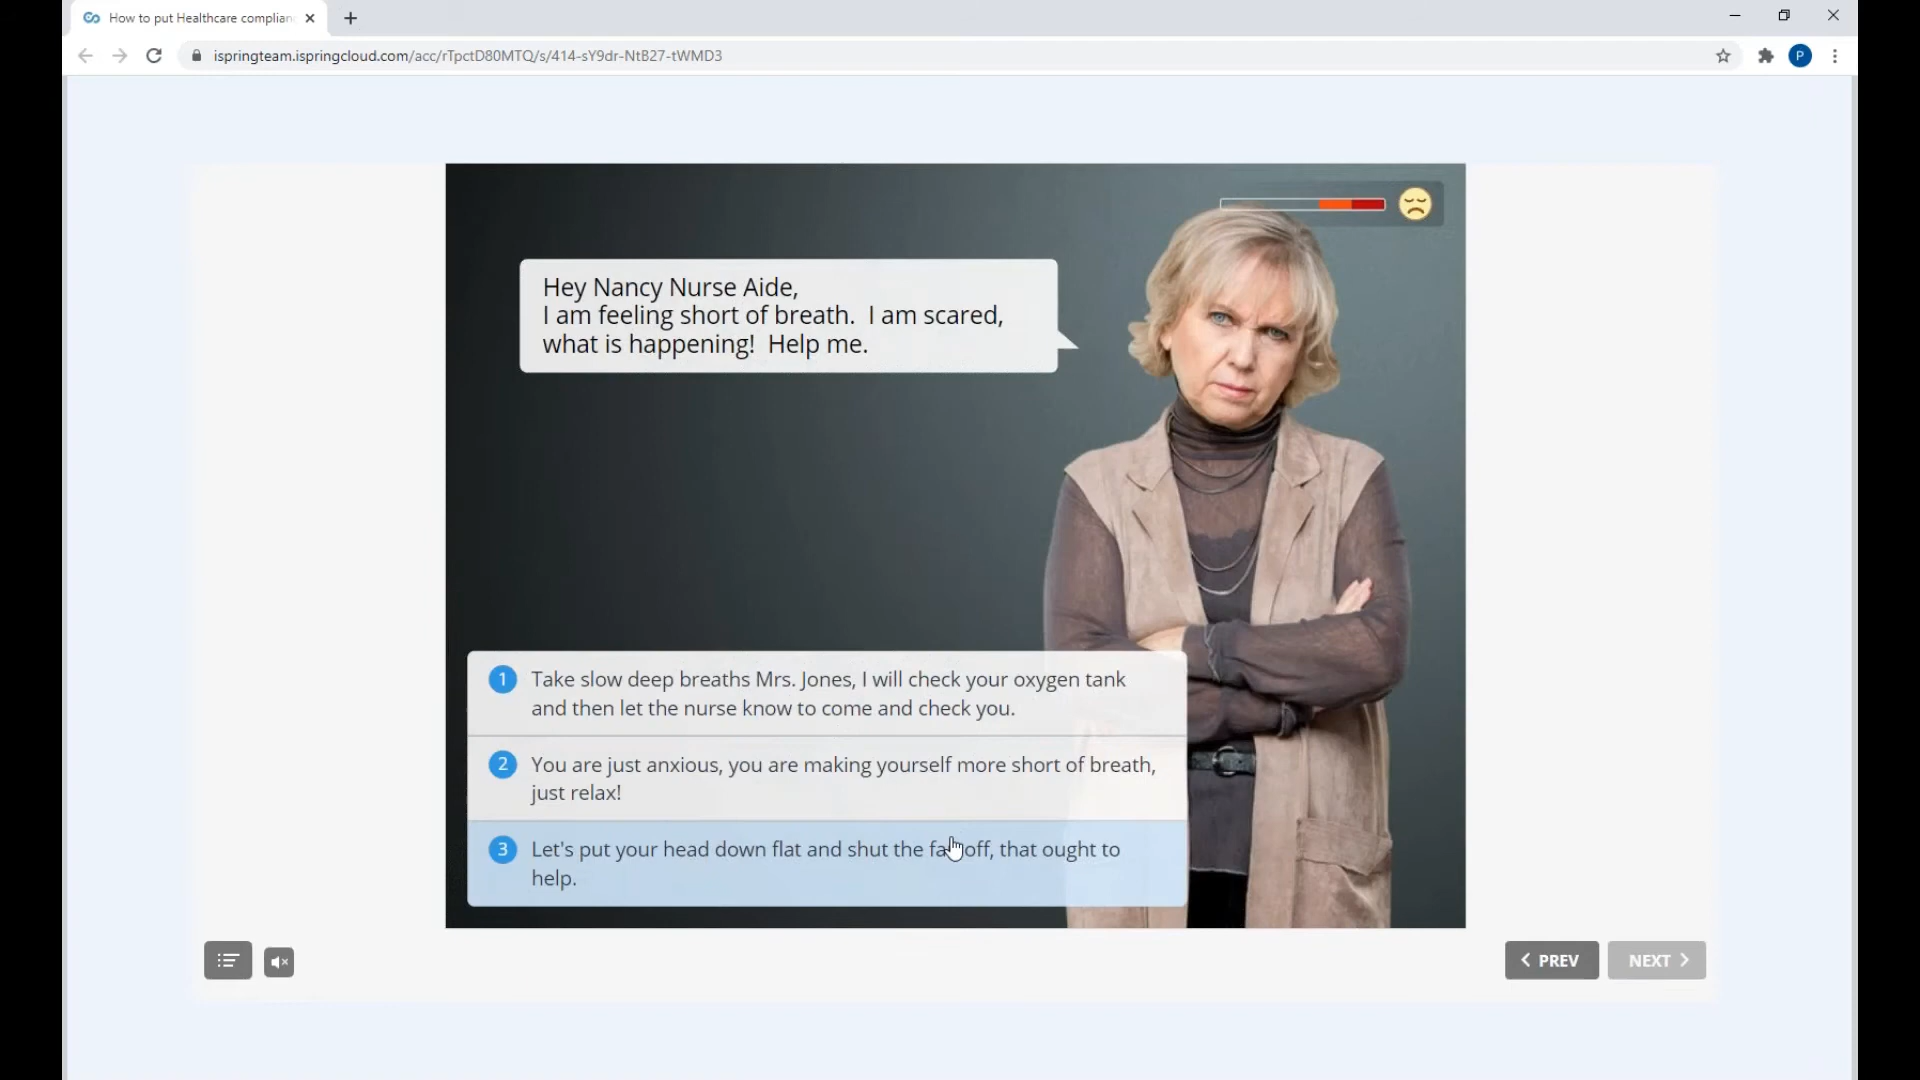 How to put Healthcare complian
ispringteam.ispringcloud.com/acc/rTpctD80MTQ/s/414-sY9dr-NtB27-tWMD3
P
Hey Nancy Nurse Aide,
I am feeling short of breath. I am scared,
what is happening! Help me.
1 Take slow deep breaths Mrs. Jones, I will check your oxygen tank
and then let the nurse know to come and check you.
2 You are just anxious, you are making yourself more short of breath,
just relax!
3 Let's put your head down flat and shut the off, that ought to
help.
PREV
NEXT